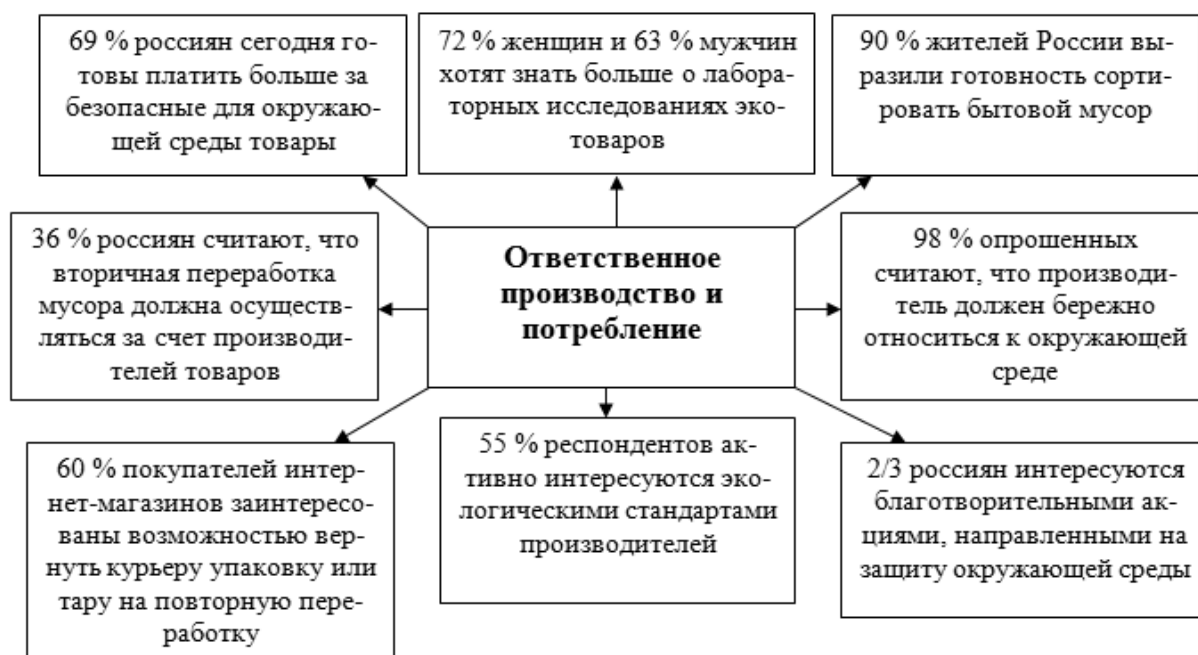 69 % россиян сегодня го-
товы платить больше за
безопасные для окружаю-
щей среды товары
72 % женщин и 63 % мужчин
хотят знать больше о лабора-
торных исследованиях эко-
товаров
90 % жителей России вы-
разили готовность сорти-
ровать бытовой мусор
36 % россиян считают, что
вторичная переработка
мусора должна осуществ-
ляться за счет производи-
телей товаров
Ответственное
производство и
потребление
98 % опрошенных
считают, что производи-
тель должен бережно
относиться к окружающей
среде
60 % покупателей интер-
нет-магазинов заинтересо-
ваны возможностью вер-
нуть курьеру упаковку или
тару на повторную пере-
работку
55 % респондентов ак-
тивно интересуются эко-
логическими стандартами
производителей
2/3 россиян интересуются
благотворительными ак-
циями, направленными на
защиту окружающей среды